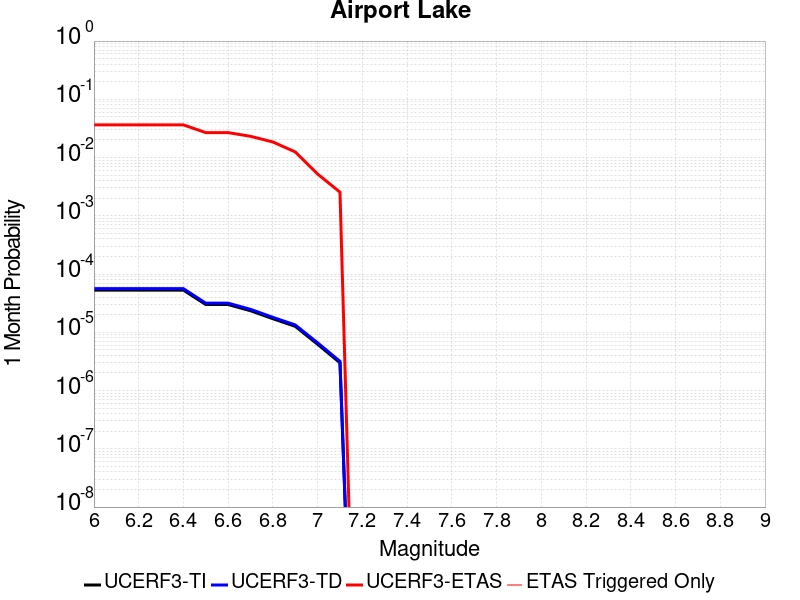 Airport Lake
1 Month Probability
10^0
10^-1
10^-2
10^-3
10^-4
10^-5
10^-6
10^-7
10^-8
6 6.2 6.4 6.6 6.8 7 7.2 7.4 7.6 7.8 8 8.2 8.4 8.6 8.8 9
Magnitude
UCERF3-TI UCERF3-TD UCERF3-ETAS ETAS Triggered Only